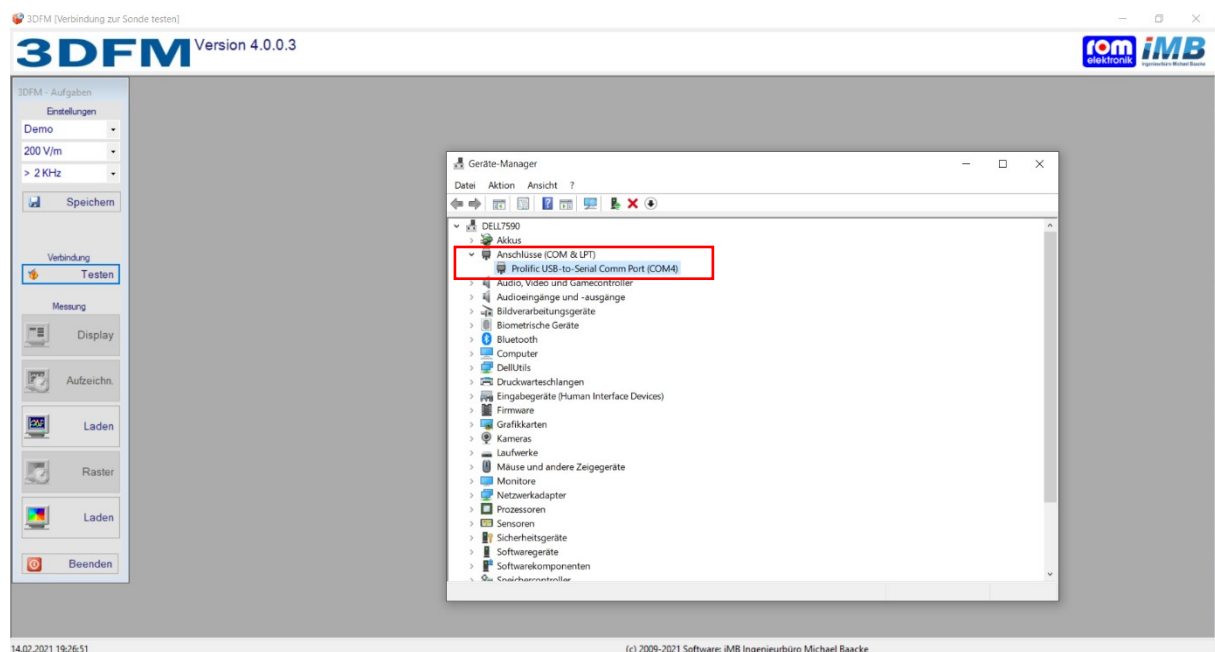 3DFM [Verbindung zur Sonde testen]
3DFM Version 4.0.0.3
rom
elektronik
iMB
Ingenieurbüro Michael Baacke
3DFM - Aufgaben
Einstellungen
Demo
200 V/m
> 2 KHz
Speichern
Verbindung
Testen
Messung
Display
Aufzeichn.
Laden
Raster
Laden
Beenden
Geräte-Manager
Datei Aktion Ansicht ?
DELL7590
Akkus
Anschlüsse (COM & LPT)
Prolific USB-to-Serial Comm Port (COM4)
Audio, Video und Gamecontroller
Audioeingänge und -ausgänge
Bildverarbeitungsgeräte
Biometrische Geräte
Bluetooth
Computer
DellUtils
Druckwarteschlangen
Eingabegeräte (Human Interface Devices)
Firmware
Grafikkarten
Kameras
Laufwerke
Mäuse und andere Zeigegeräte
Monitore
Netzwerkadapter
Prozessoren
Sensoren
Sicherheitsgeräte
Softwaregeräte
Softwarekomponenten
Speichercontroller
14.02.2021 19:26:51
(c) 2009-2021 Software: iMB Ingenieurbüro Michael Baacke